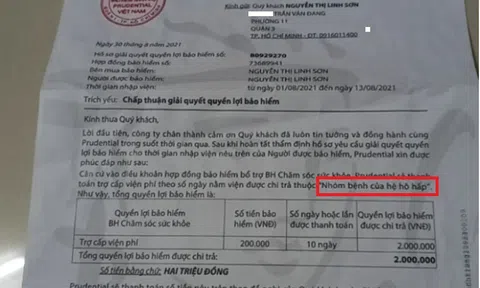 PRUDENTIAL
VIỆT NAM
Kính gửi: Quý khách NGUYỄN THỊ LINH SƠN
TRẦN VĂN ĐANG
PHƯỜNG 11
QUẬN 3
TP. HỒ CHÍ MINH - ĐT: 0916015400
Ngày 30 tháng 8 năm 2021
Hồ sơ giải quyết quyền lợi bảo hiểm số: 80929270
Hợp đồng bảo hiểm số: 73689941
Bên mua bảo hiểm: NGUYỄN THỊ LINH SƠN
Người được bảo hiểm: NGUYỄN THỊ LINH SƠN
Thời gian nhập viện: từ ngày 01/08/2021 đến ngày 13/08/2021
Trích yếu: Chấp thuận giải quyết quyền lợi bảo hiểm
Kính thưa Quý khách,
Lời đầu tiên, công ty chân thành cảm ơn Quý khách đã luôn tin tưởng và đồng hành cùng
Prudential trong suốt thời gian qua. Sau khi hoàn tất thẩm định hồ sơ yêu cầu giải quyết quyền
lợi bảo hiểm cho thời gian nhập viện nêu trên của Người được bảo hiểm, Prudential xin được
phúc đáp như sau:
Căn cứ vào điều khoản hợp đồng bảo hiểm bổ trợ BH Chăm sóc sức khỏe, Prudential sẽ thanh
toán trợ cấp viện phí theo số ngày nằm viện được chi trả thuộc "Nhóm bệnh của hệ hô hấp".
Như vậy, tổng quyền lợi bảo hiểm là:
Quyền lợi bảo hiểm BH Chăm sóc sức khỏe Số tiền bảo hiểm (VNĐ) Số ngày hoặc lần được thanh toán Quyền lợi bảo hiểm được chi trả (VNĐ)
Trợ cấp viện phí 200.000 10 ngày 2.000.000
Tổng quyền lợi bảo hiểm được chi trả: 2.000.000
Số tiền bằng chữ: HAI TRIỆU ĐỒNG